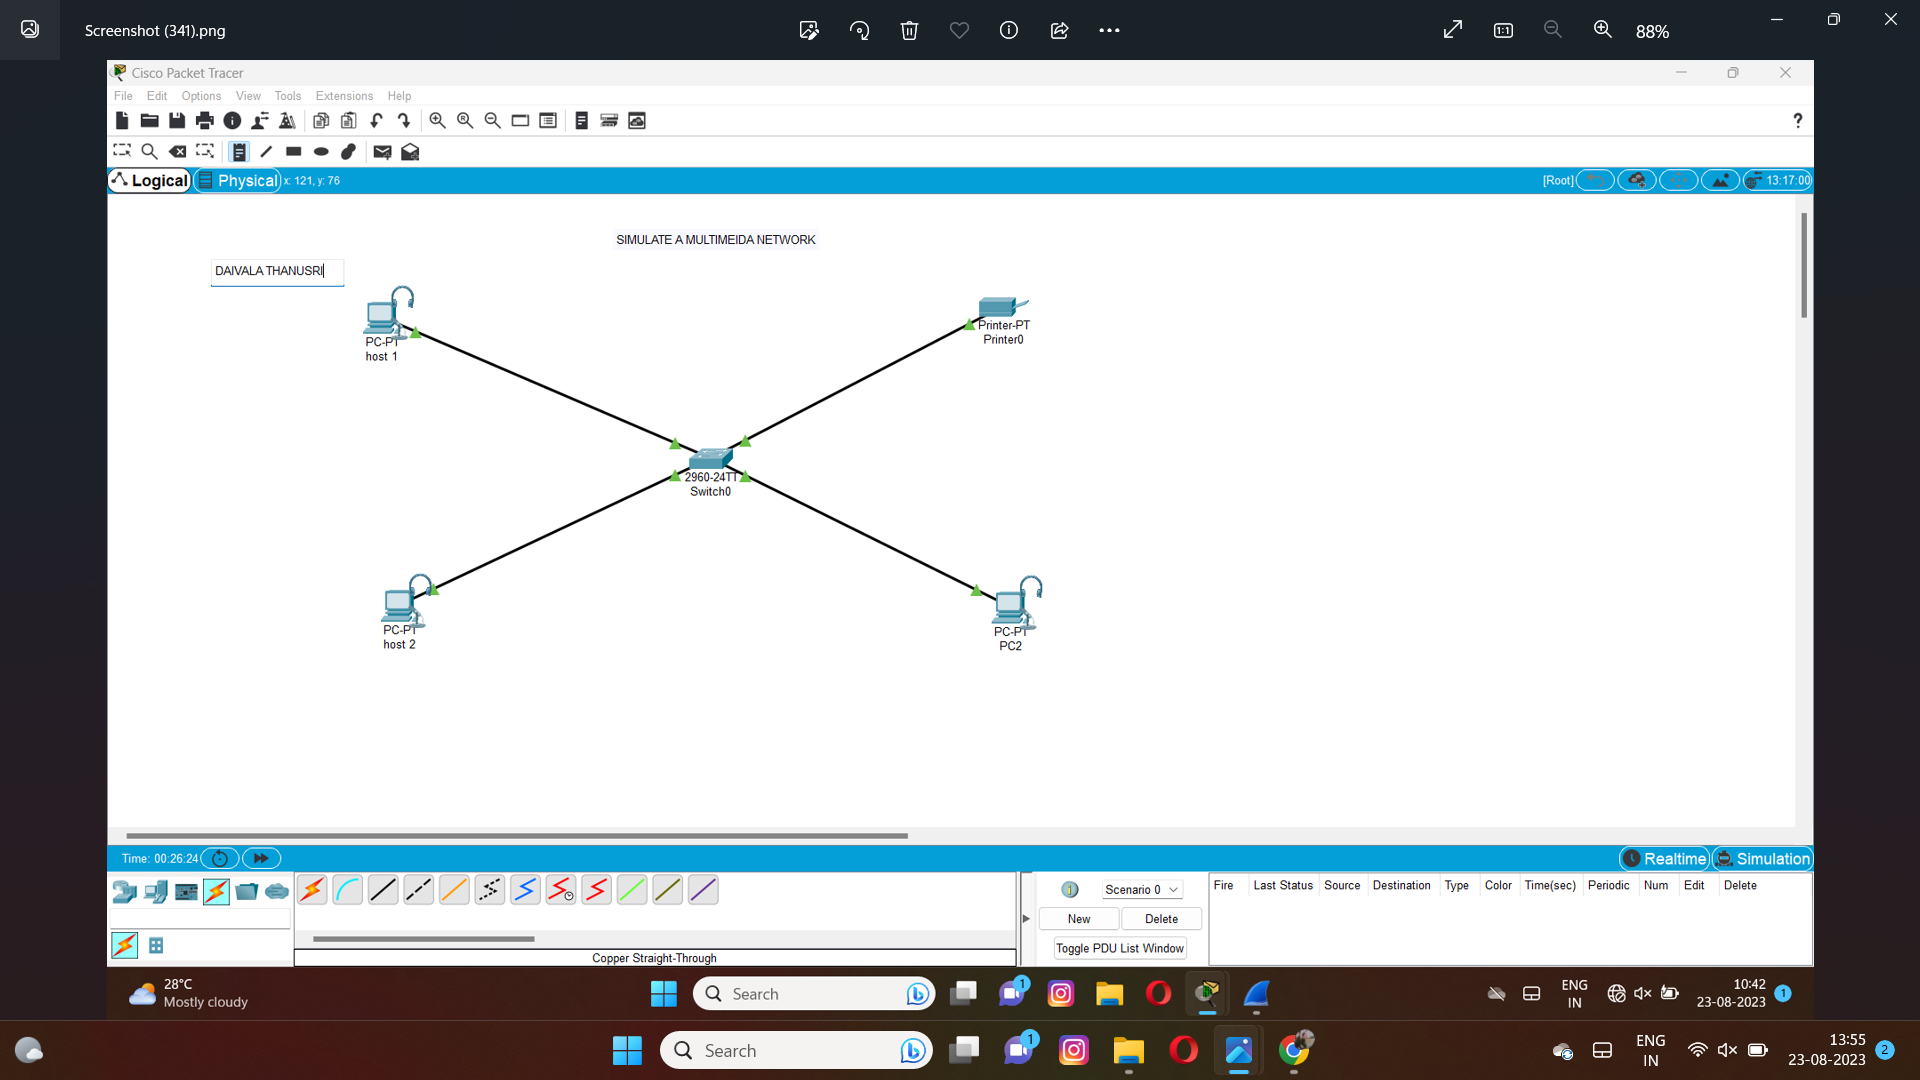 Screenshot (341).png
88%
Cisco Packet Tracer
File Edit Options View Tools Extensions Help
?
Logical Physical x: 121, y: 76 [Root] 13:17:00
SIMULATE A MULTIMEIDA NETWORK
DAIVALA THANUSRI
PC-PT
host 1
Printer-PT
Printer0
2960-24TT
Switch0
PC-PT
host 2
PC-PT
PC2
Time: 00:26:24 Realtime Simulation
Scenario 0 Fire Last Status Source Destination Type Color Time(sec) Periodic Num Edit Delete
New Delete
Toggle PDU List Window
Copper Straight-Through
28°C
Mostly cloudy
Search
1
ENG
IN
10:42
23-08-2023
1
Search
1
ENG
IN
13:55
23-08-2023
2